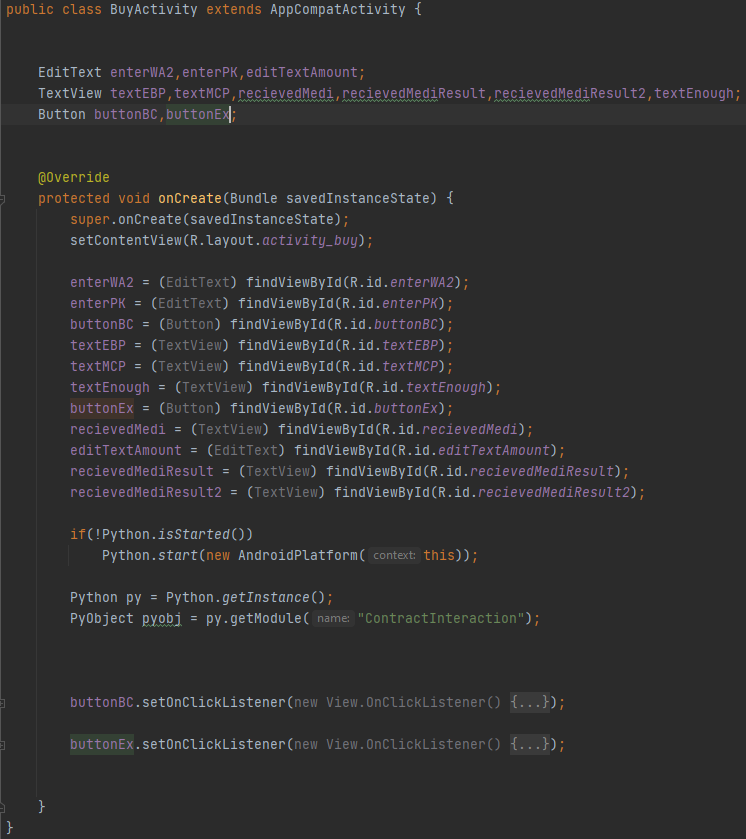 public class BuyActivity extends AppCompatActivity {
EditText enterWA2,enterPK,editTextAmount;
TextView textEBP,textMCP,recievedMedi,recievedMediResult,recievedMediResult2,textEnough;
Button buttonBC,buttonEx;
@Override
protected void onCreate(Bundle savedInstanceState) {
super.onCreate(savedInstanceState);
setContentView(R.layout.activity_buy);
enterWA2 = (EditText) findViewById(R.id.enterWA2);
enterPK = (EditText) findViewById(R.id.enterPK);
buttonBC = (Button) findViewById(R.id.buttonBC);
textEBP = (TextView) findViewById(R.id.textEBP);
textMCP = (TextView) findViewById(R.id.textMCP);
textEnough = (TextView) findViewById(R.id.textEnough);
buttonEx = (Button) findViewById(R.id.buttonEx);
recievedMedi = (TextView) findViewById(R.id.recievedMedi);
editTextAmount = (EditText) findViewById(R.id.editTextAmount);
recievedMediResult = (TextView) findViewById(R.id.recievedMediResult);
recievedMediResult2 = (TextView) findViewById(R.id.recievedMediResult2);
if(!Python.isStarted())
Python.start(new AndroidPlatform( context: this));
Python py = Python.getInstance();
PyObject pyobj = py.getModule( name: "ContractInteraction");
buttonBC.setOnClickListener(new View.OnClickListener() {...});
buttonEx.setOnClickListener(new View.OnClickListener() {...});
}
}